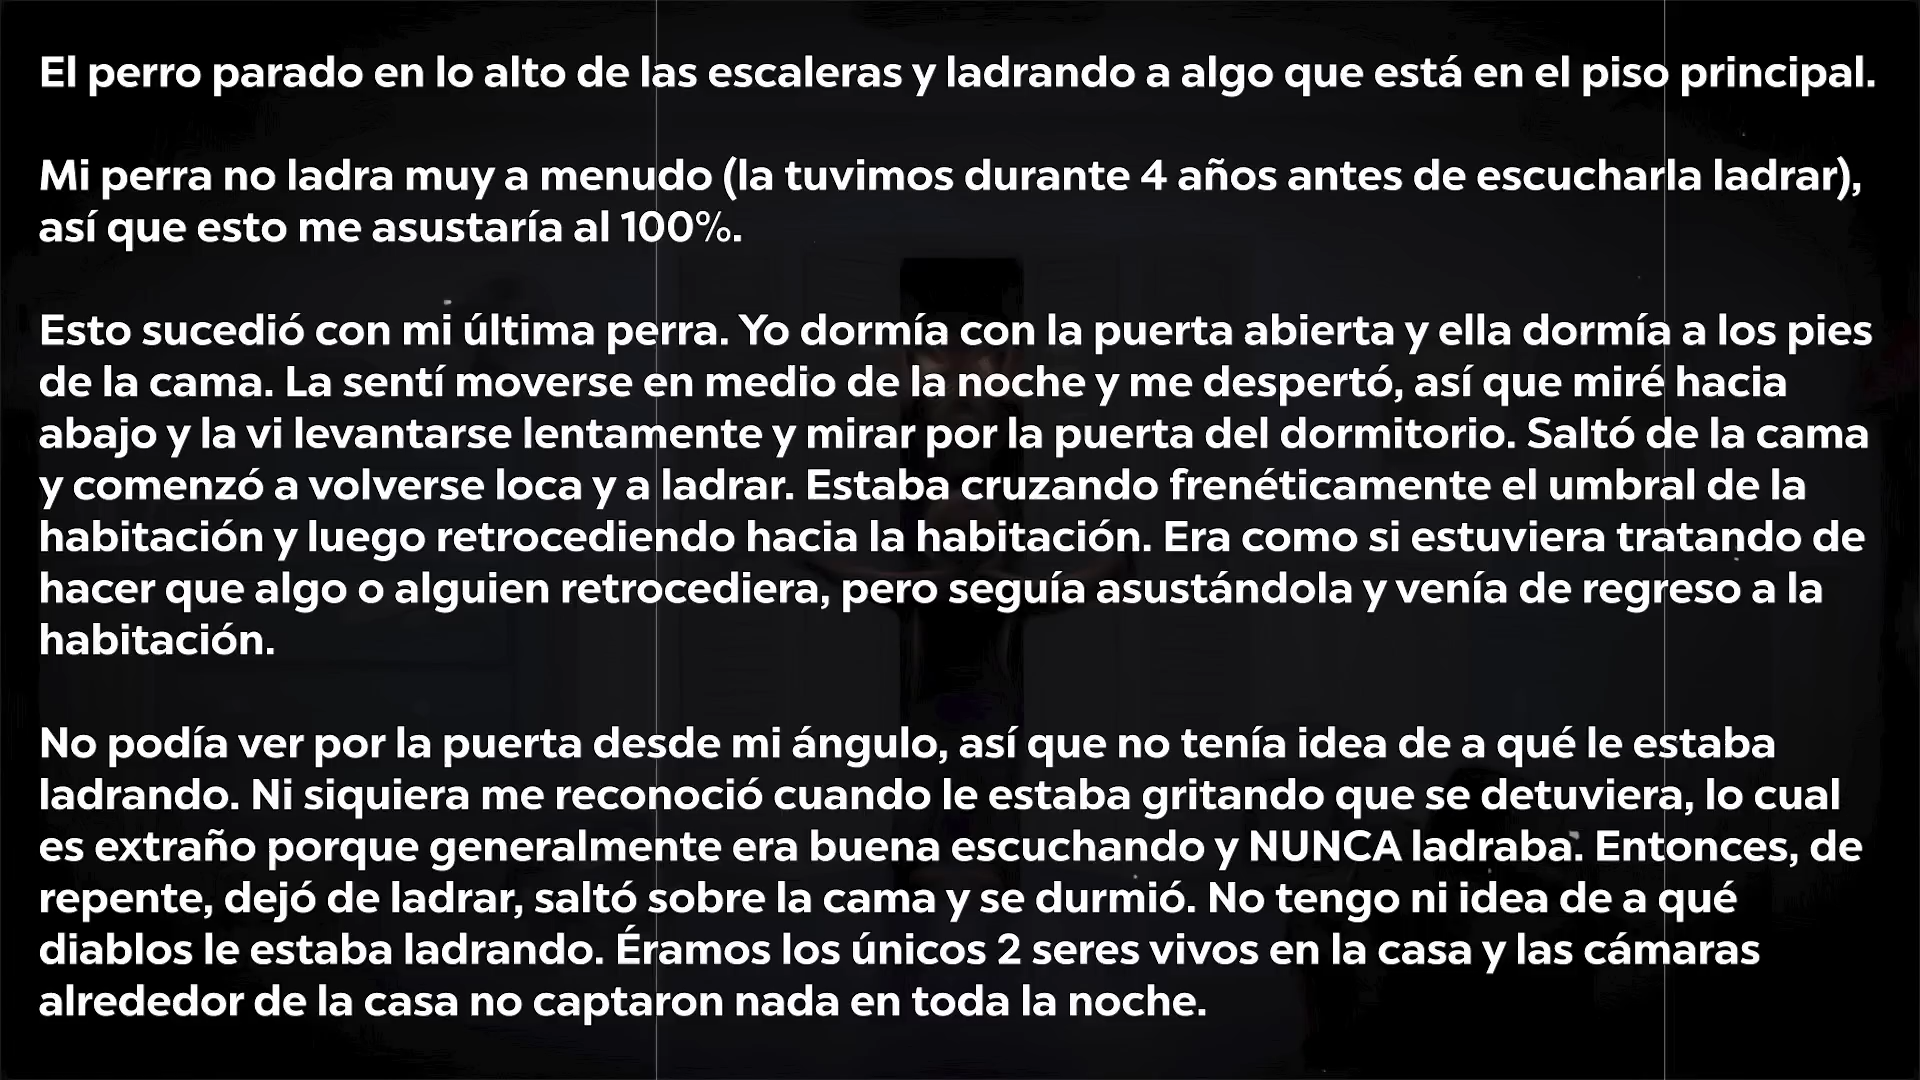 El perro parado en lo alto de las escaleras y ladrando a algo que está en el piso principal.
Mi perra no ladra muy a menudo (la tuvimos durante 4 años antes de escucharla ladrar),
así que esto me asustaría al 100%.
Esto sucedió con mi última perra. Yo dormía con la puerta abierta y ella dormía a los pies
de la cama. La sentí moverse en medio de la noche y me despertó, así que miré hacia
abajo y la vi levantarse lentamente y mirar por la puerta del dormitorio. Saltó de la cama
y comenzó a volverse loca y a ladrar. Estaba cruzando frenéticamente el umbral de la
habitación y luego retrocediendo hacia la habitación. Era como si estuviera tratando de
hacer que algo o alguien retrocediera, pero seguía asustándola y venía de regreso a la
habitación.
No podía ver por la puerta desde mi ángulo, así que no tenía idea de a qué le estaba
ladrando. Ni siquiera me reconoció cuando le estaba gritando que se detuviera, lo cual
es extraño porque generalmente era buena escuchando y NUNCA ladraba. Entonces, de
repente, dejó de ladrar, saltó sobre la cama y se durmió. No tengo ni idea de a qué
diablos le estaba ladrando. Éramos los únicos 2 seres vivos en la casa y las cámaras
alrededor de la casa no captaron nada en toda la noche.